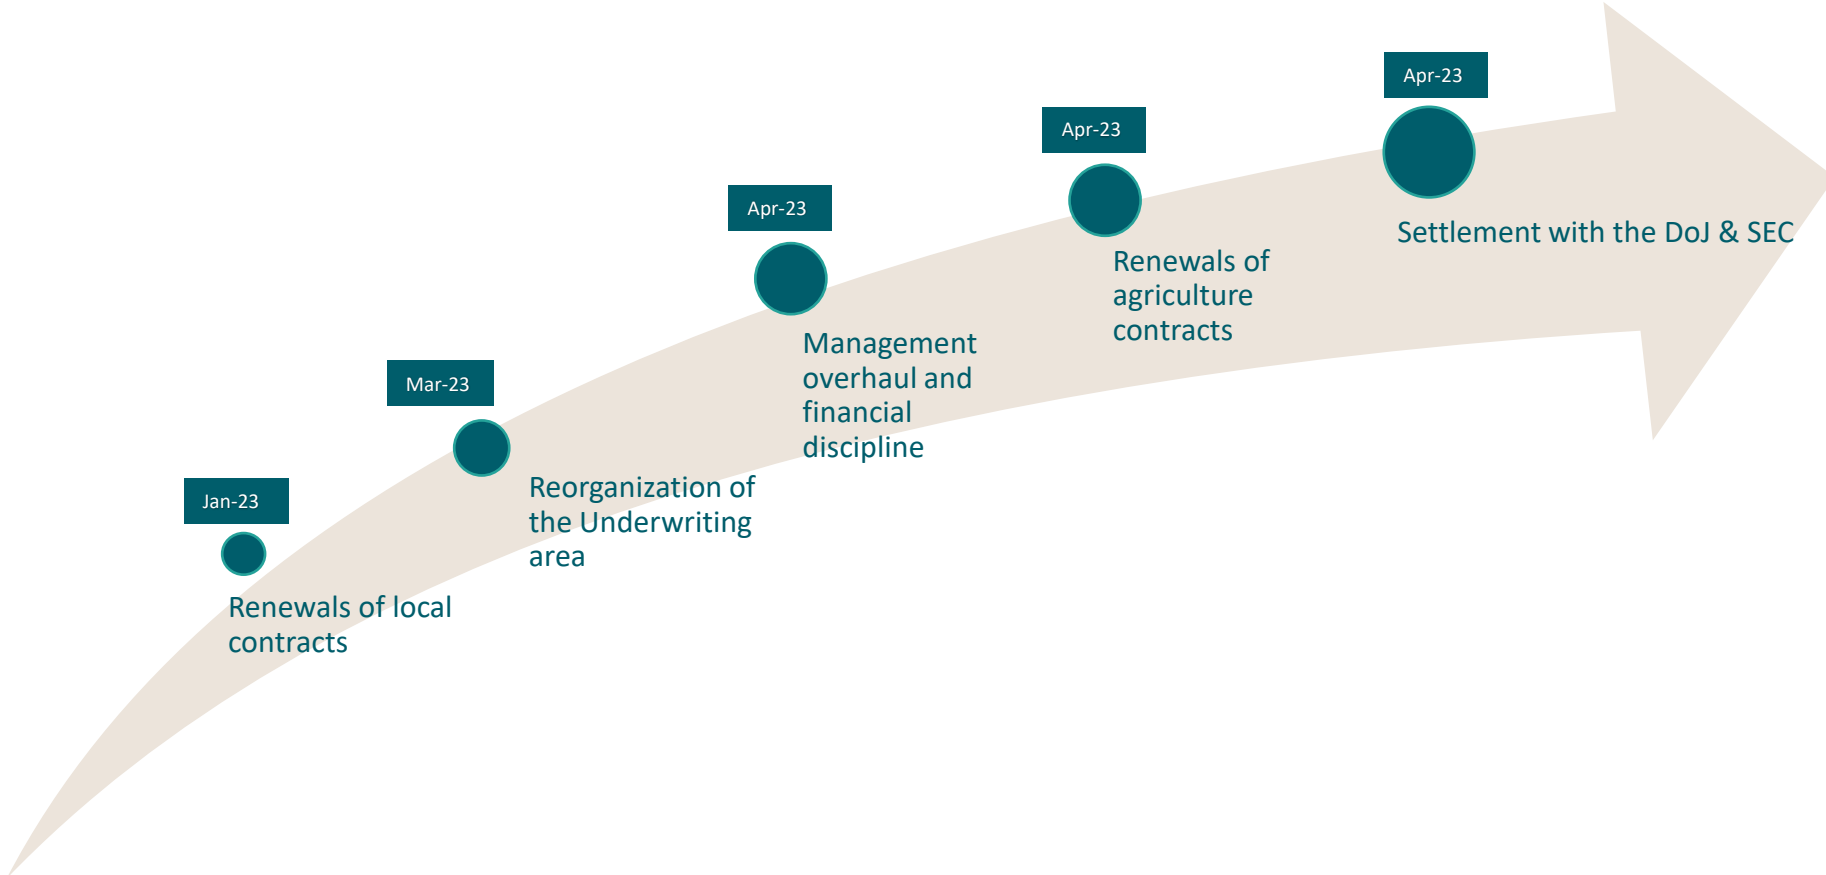 Jan-23
Renewals of local
contracts
Mar-23
Reorganization of
the Underwriting
area
Apr-23
Management
overhaul and
financial
discipline
Apr-23
Renewals of
agriculture
contracts
Apr-23
Settlement with the DoJ & SEC